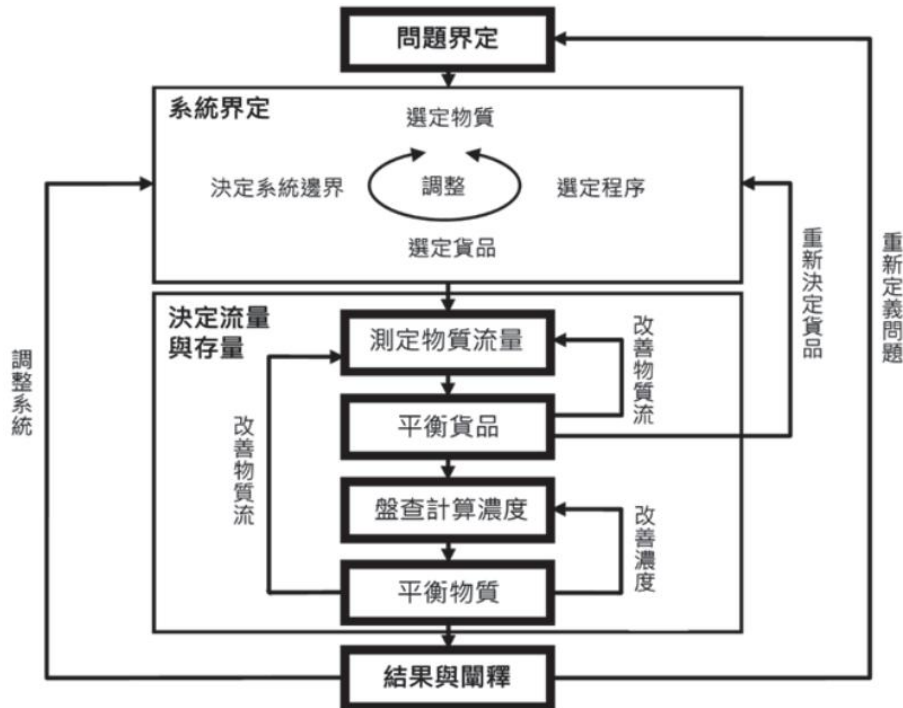 問題界定
系統界定
選定物質
決定系統邊界
調整
選定程序
選定貨品
決定流量
與存量
測定物質流量
改善物質流
平衡貨品
改善物質流
盤查計算濃度
改善濃度
平衡物質
結果與闡釋
調整系統
重新決定貨品
重新定義問題